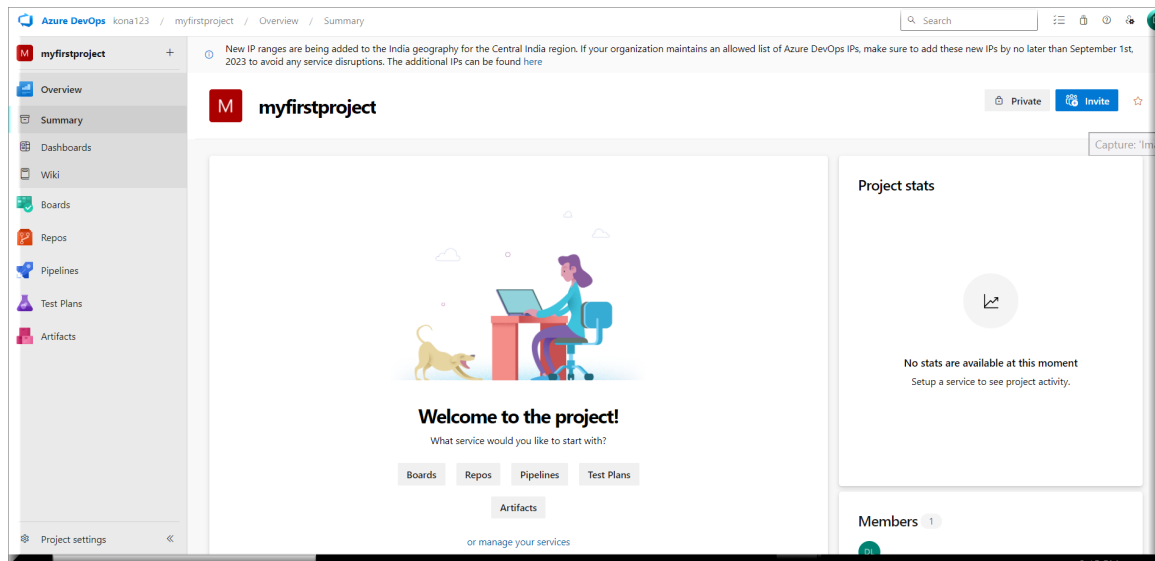 Azure DevOps kona123 / myfirstproject / Overview / Summary
Search
M myfirstproject +
New IP ranges are being added to the India geography for the Central India region. If your organization maintains an allowed list of Azure DevOps IPs, make sure to add these new IPs by no later than September 1st,
2023 to avoid any service disruptions. The additional IPs can be found here
Overview
Summary
Dashboards
Wiki
Boards
Repos
Pipelines
Test Plans
Artifacts
Project settings
M myfirstproject
Private
Invite
Capture: 'Ima
Welcome to the project!
What service would you like to start with?
Boards Repos Pipelines Test Plans
Artifacts
or manage your services
Project stats
No stats are available at this moment
Setup a service to see project activity.
Members 1
DL